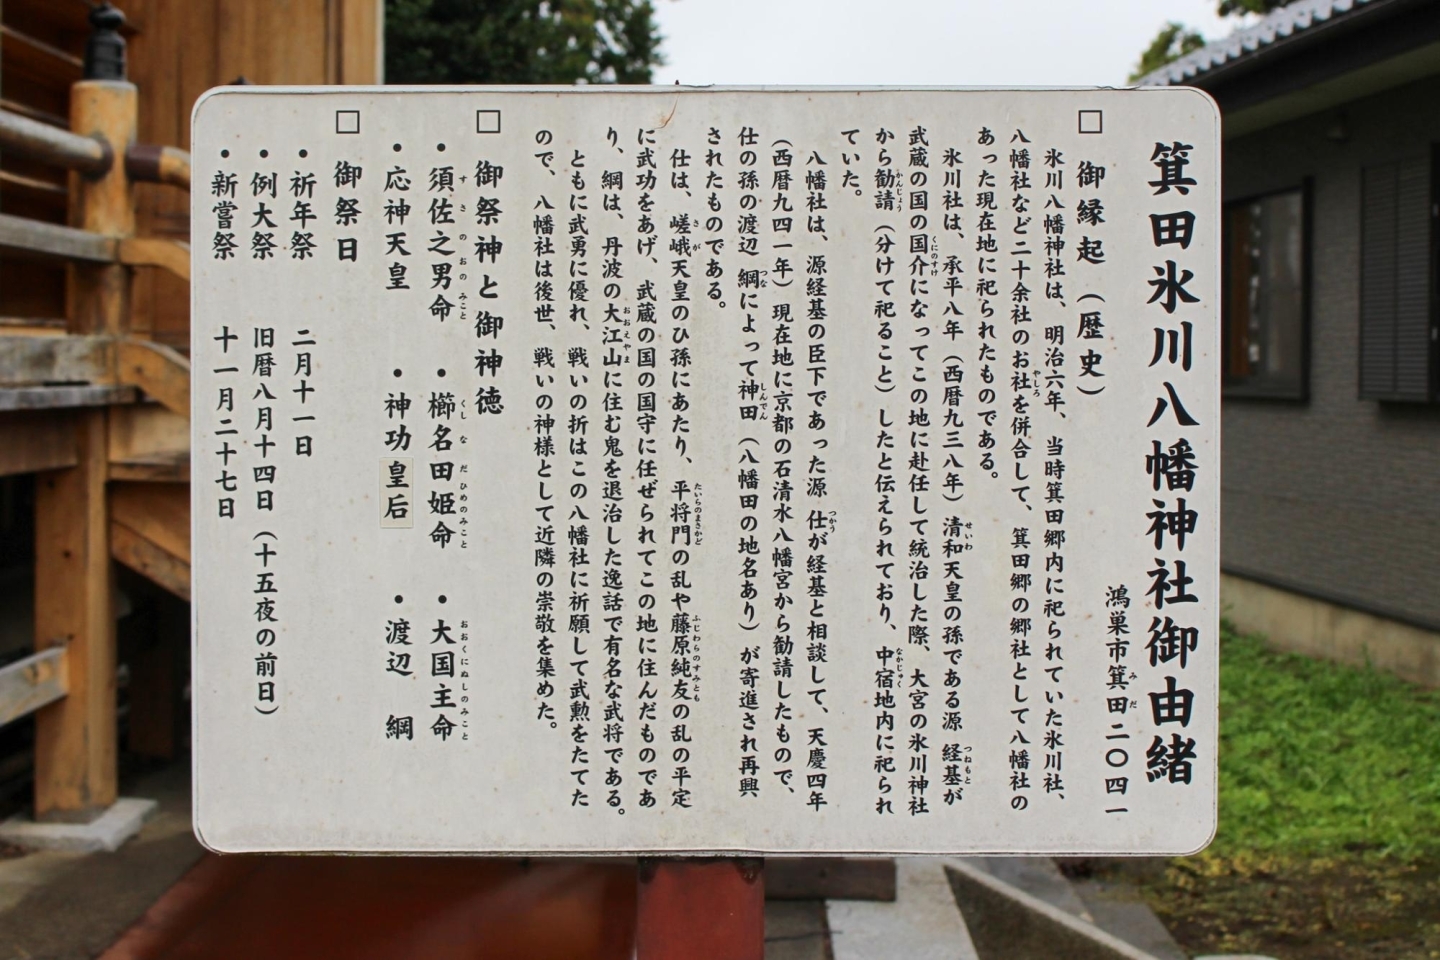 箕田氷川八幡神社御由緒
鴻巣市箕田二〇四一
□ 御縁起（歴史）
氷川八幡神社は、明治六年、当時箕田郷内に祀られていた氷川社、
八幡社など二十余社のお社を併合して、箕田郷の郷社として八幡社の
あった現在地に祀られたものである。
氷川社は、承平八年（西暦九三八年）清和天皇の孫である源 経基が
武蔵の国の国介になってこの地に赴任して統治した際、大宮の氷川神社
から勧請（分けて祀ること）したと伝えられており、中宿地内に祀られ
ていた。
八幡社は、源経基の臣下であった源 仕が経基と相談して、天慶四年
（西暦九四一年）現在地に京都の石清水八幡宮から勧請したもので、
仕の孫の渡辺 綱によって神田（八幡田の地名あり）が寄進され再興
されたものである。
仕は、嵯峨天皇のひ孫にあたり、平将門の乱や藤原純友の乱の平定
に武功をあげ、武蔵の国の国守に任ぜられてこの地に住んだものであ
り、綱は、丹波の大江山に住む鬼を退治した逸話で有名な武将である。
ともに武勇に優れ、戦いの折はこの八幡社に祈願して武勲をたてた
ので、八幡社は後世、戦いの神様として近隣の崇敬を集めた。
□ 御祭神と御神徳
・須佐之男命 ・櫛名田姫命 ・大国主命
・応神天皇 ・神功皇后 ・渡辺 綱
□ 御祭日
・祈年祭 二月十一日
・例大祭 旧暦八月十四日（十五夜の前日）
・新嘗祭 十一月二十七日